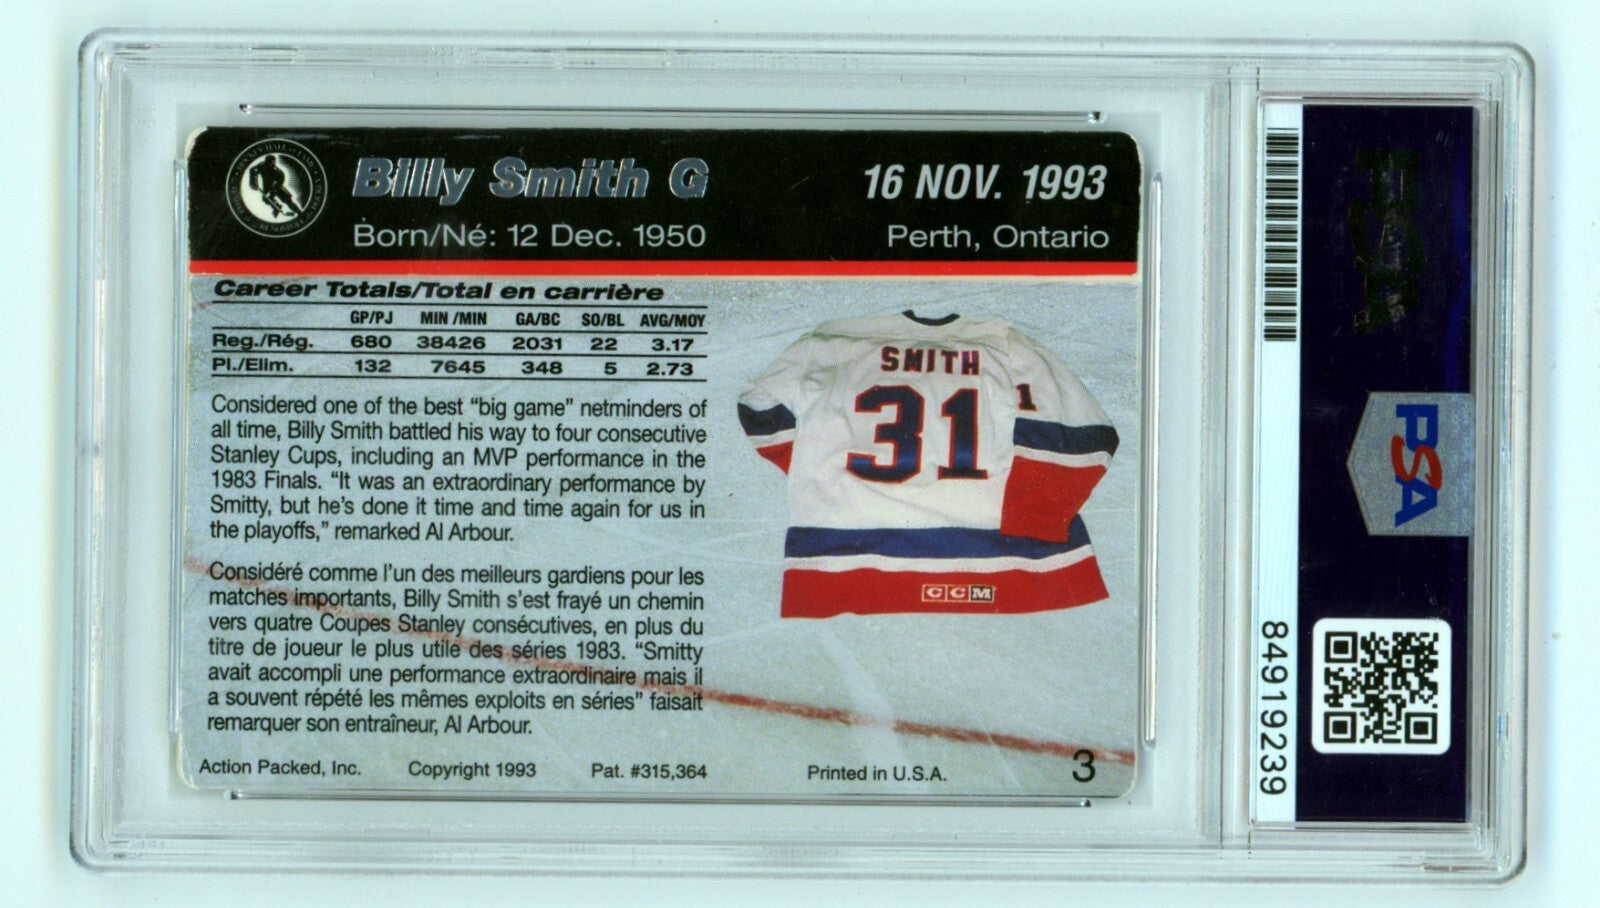 Billy Smith G
16 NOV. 1993
Born/Né: 12 Dec. 1950
Perth, Ontario
Career Totals/Total en carrière
GP/PJ MIN /MIN GA/BC SO/BL AVG/MOY
Reg./Rég. 680 38426 2031 22 3.17
Pl./Elim. 132 7645 348 5 2.73
Considered one of the best "big game" netminders of
all time, Billy Smith battled his way to four consecutive
Stanley Cups, including an MVP performance in the
1983 Finals. "It was an extraordinary performance by
Smitty, but he's done it time and time again for us in
the playoffs," remarked Al Arbour.
Considéré comme l'un des meilleurs gardiens pour les
matches importants, Billy Smith s'est frayé un chemin
vers quatre Coupes Stanley consécutives, en plus du
titre de joueur le plus utile des séries 1983. "Smitty
avait accompli une performance extraordinaire mais il
a souvent répété les mêmes exploits en séries" faisait
remarquer son entraîneur, Al Arbour.
Action Packed, Inc. Copyright 1993 Pat. #315,364 Printed in U.S.A. 3
SMITH
31
1
CCM
PSA
PSA
84919239